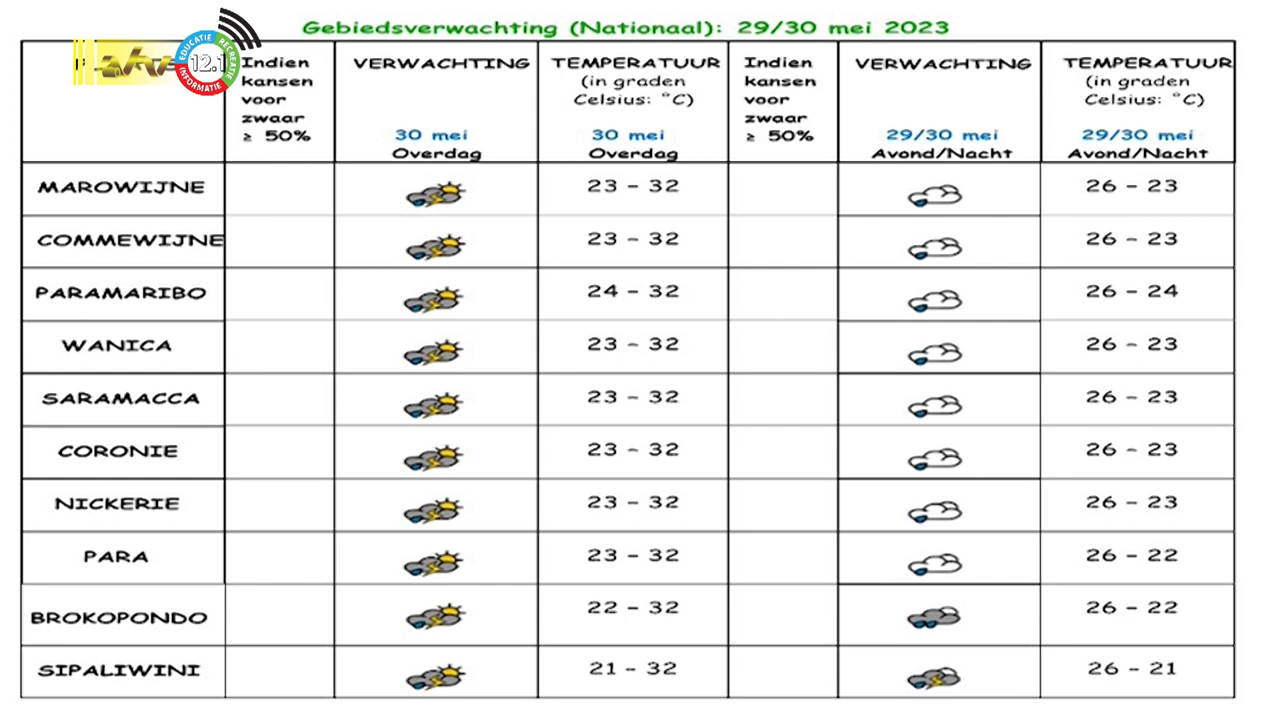 Gebiedsverwachting (Nationaal): 29/30 mei 2023
EDUCATIE
RECREATIE
INFORMATIE
12.1
Indien kansen voor zwaar ≥ 50%
VERWACHTING 30 mei Overdag
TEMPERATUUR (in graden Celsius: °C) 30 mei Overdag
Indien kansen voor zwaar ≥ 50%
VERWACHTING 29/30 mei Avond/Nacht
TEMPERATUUR (in graden Celsius: °C) 29/30 mei Avond/Nacht
MAROWIJNE 23 - 32 26 - 23
COMMEWIJNE 23 - 32 26 - 23
PARAMARIBO 24 - 32 26 - 24
WANICA 23 - 32 26 - 23
SARAMACCA 23 - 32 26 - 23
CORONIE 23 - 32 26 - 23
NICKERIE 23 - 32 26 - 23
PARA 23 - 32 26 - 22
BROKOPONDO 22 - 32 26 - 22
SIPALIWINI 21 - 32 26 - 21